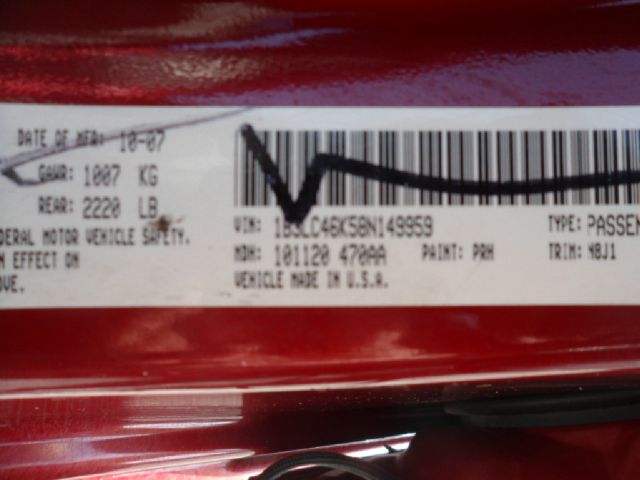 DATE OF MFR: 10-07
GAWR: 1007 KG
REAR: 2220 LB
DERAL MOTOR VEHICLE SAFETY.
N EFFECT ON
OVE.
VIN: 1B3LC46K58N149959 TYPE: PASSEN
MDH: 101120 470AA PAINT: PRH TRIM: N8J1
VEHICLE MADE IN U.S.A.